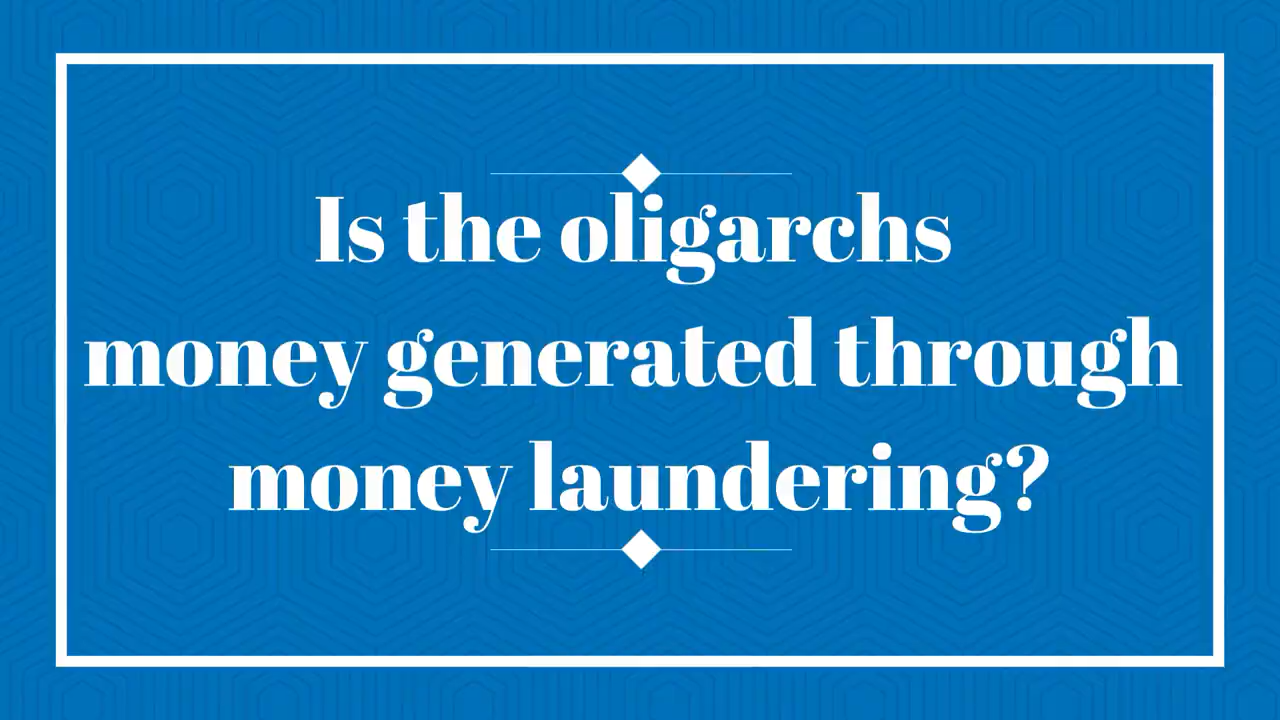 Is the oligarchs
money generated through
money laundering?